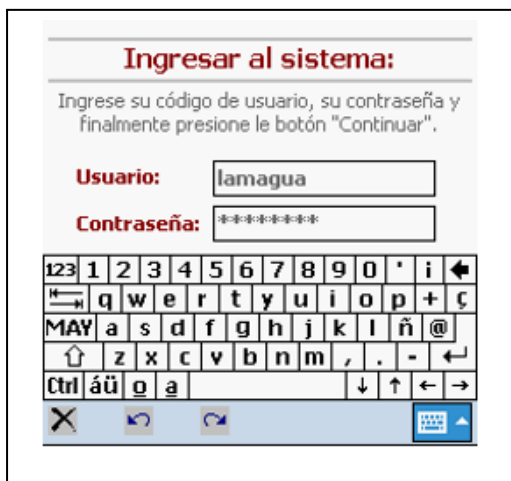 Ingresar al sistema:
Ingrese su código de usuario, su contraseña y
finalmente presione le botón "Continuar".
Usuario: lamagua
Contraseña: ********
123 1 2 3 4 5 6 7 8 9 0 ' ¡
q w e r t y u i o p + ç
MAY a s d f g h j k l ñ @
z x c v b n m , . -
Ctrl áü o a ↓ ↑ ← →